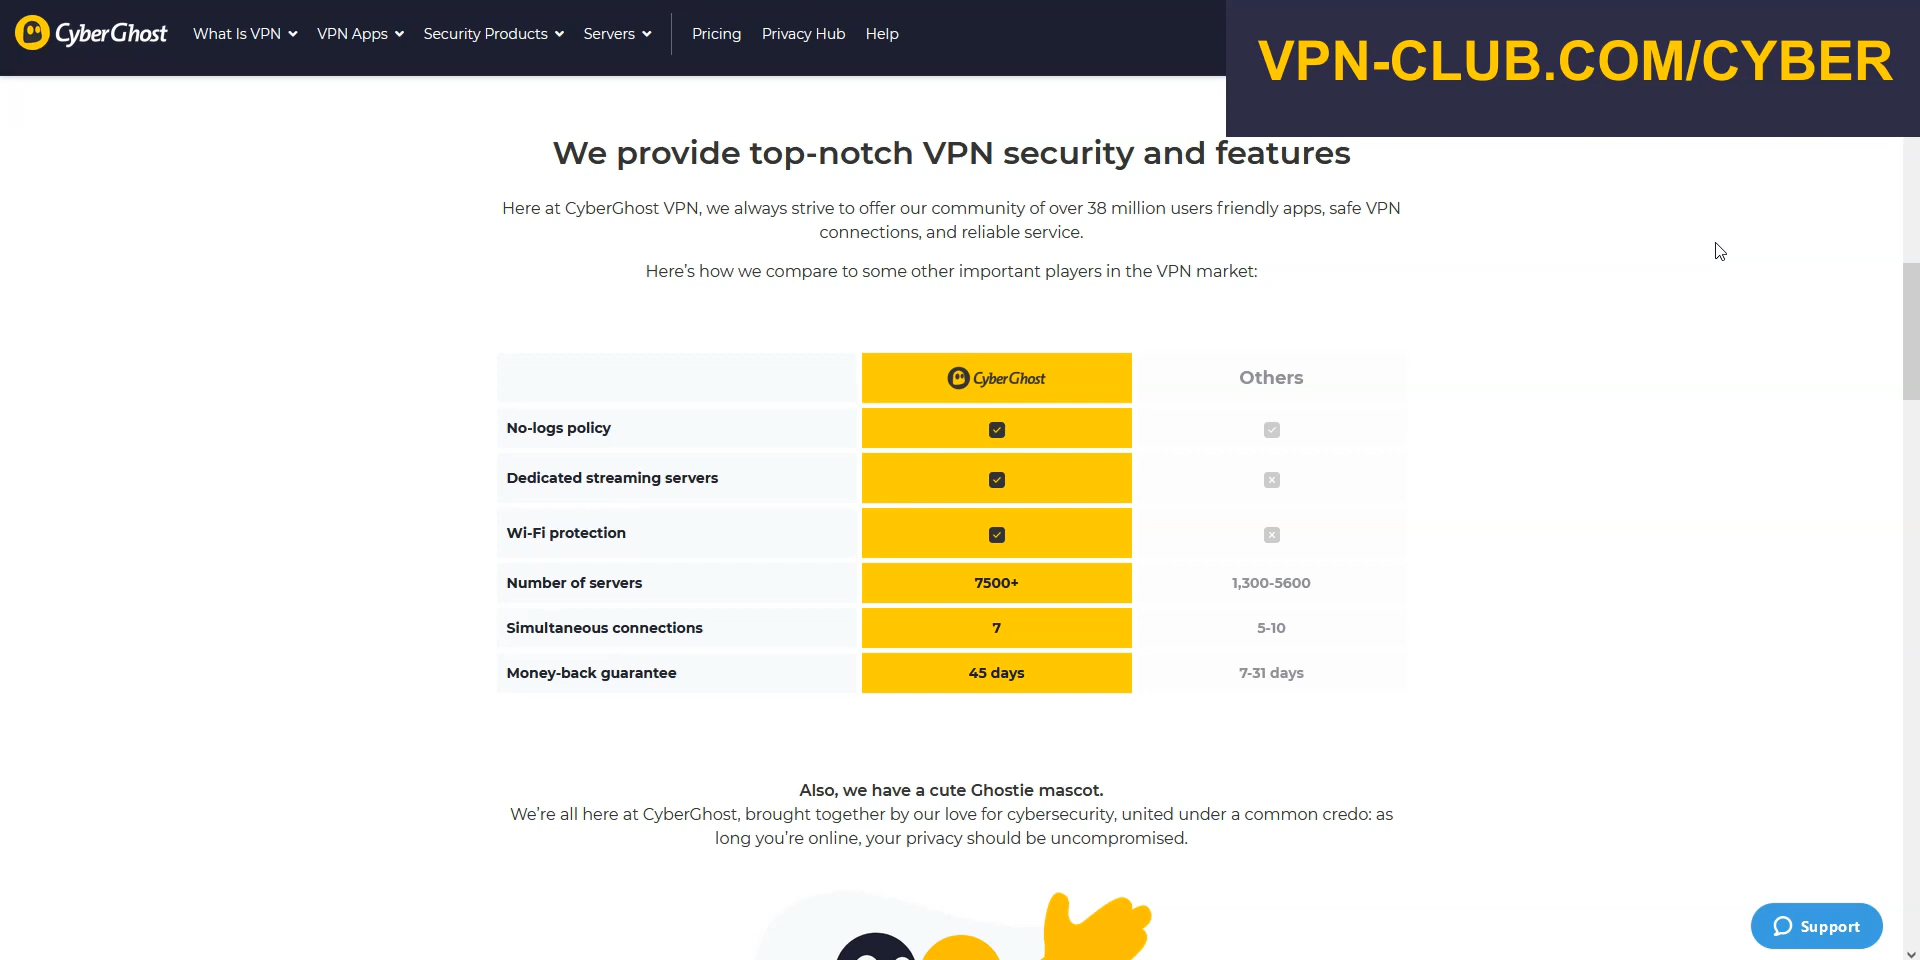 CyberGhost
What Is VPN
VPN Apps
Security Products
Servers
Pricing
Privacy Hub
Help
VPN-CLUB.COM/CYBER
We provide top-notch VPN security and features
Here at CyberGhost VPN, we always strive to offer our community of over 38 million users friendly apps, safe VPN
connections, and reliable service.
Here’s how we compare to some other important players in the VPN market:
CyberGhost Others
No-logs policy
Dedicated streaming servers
Wi-Fi protection
Number of servers 7500+ 1,300-5600
Simultaneous connections 7 5-10
Money-back guarantee 45 days 7-31 days
Also, we have a cute Ghostie mascot.
We’re all here at CyberGhost, brought together by our love for cybersecurity, united under a common credo: as
long you’re online, your privacy should be uncompromised.
Support